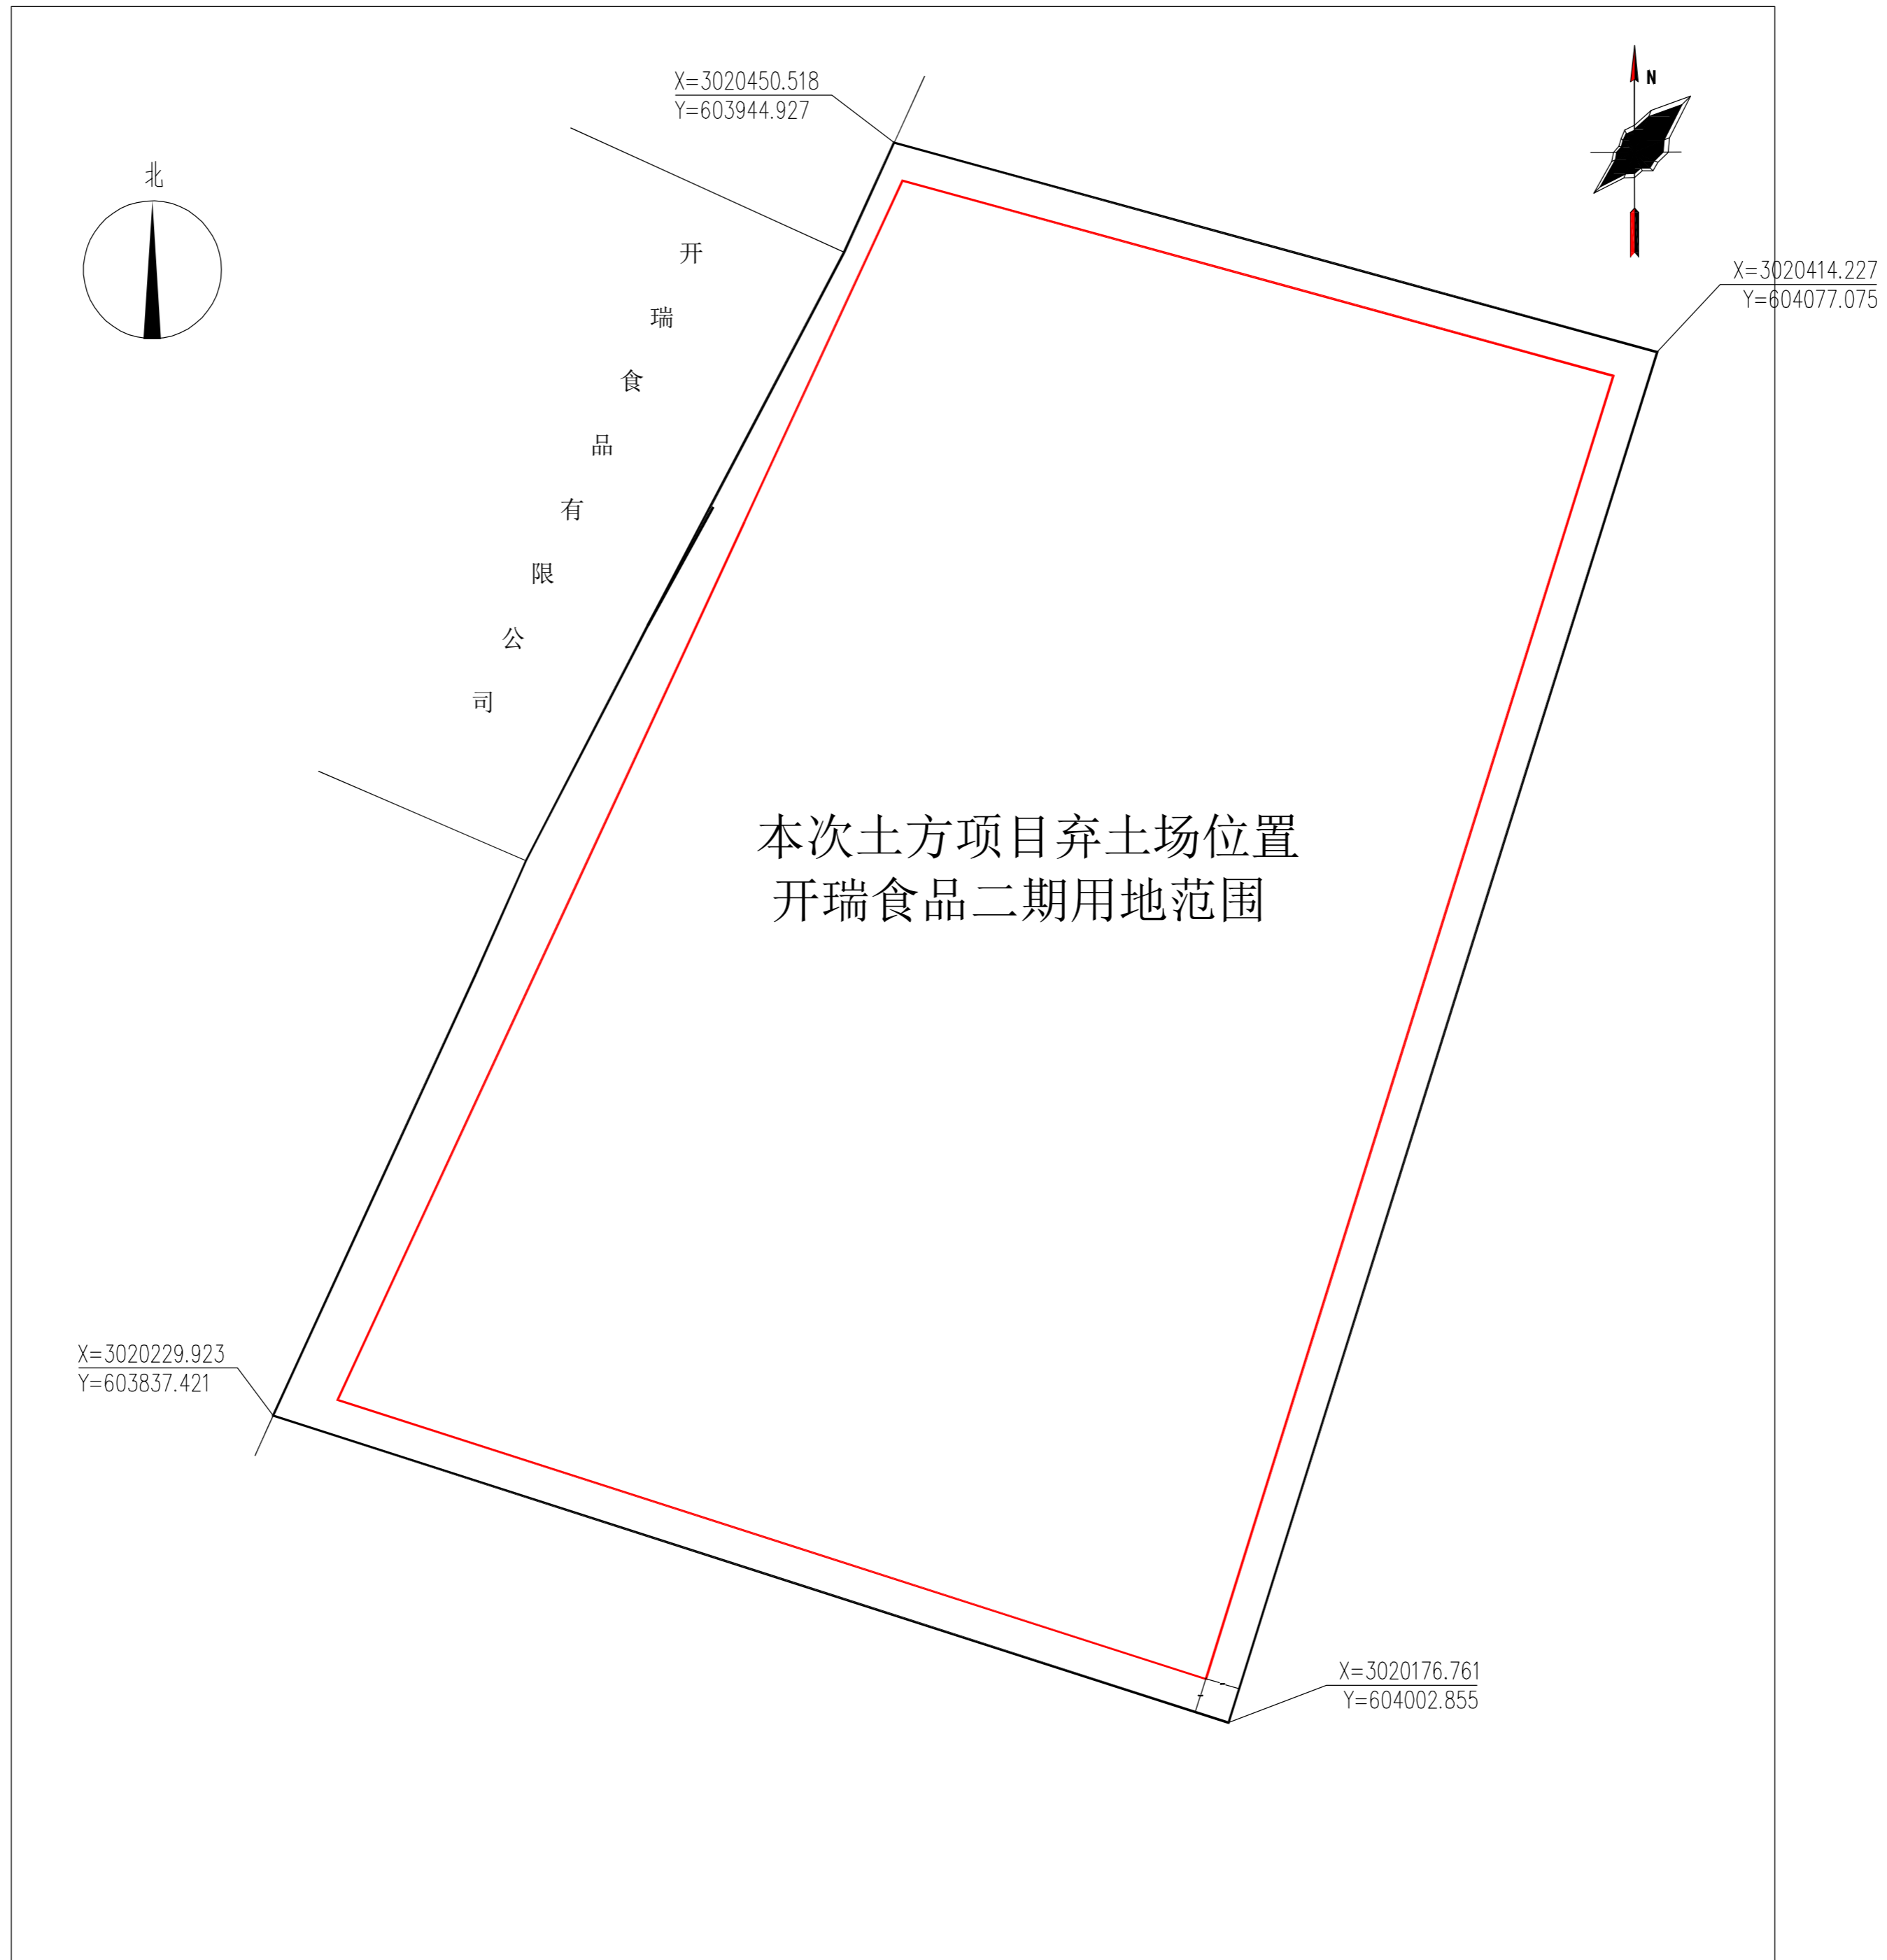 X=3020450.518
Y=603944.927
N
北
X=3020414.227
Y=604077.075
开瑞食品有限公司
本次土方项目弃土场位置
开瑞食品二期用地范围
X=3020229.923
Y=603837.421
X=3020176.761
Y=604002.855